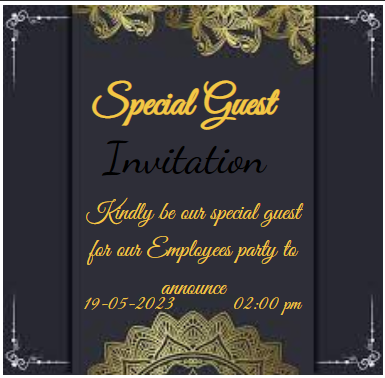 Special Guest
Invitation
Kindly be our special guest
for our Employees party to
announce
19-05-2023 02:00 pm